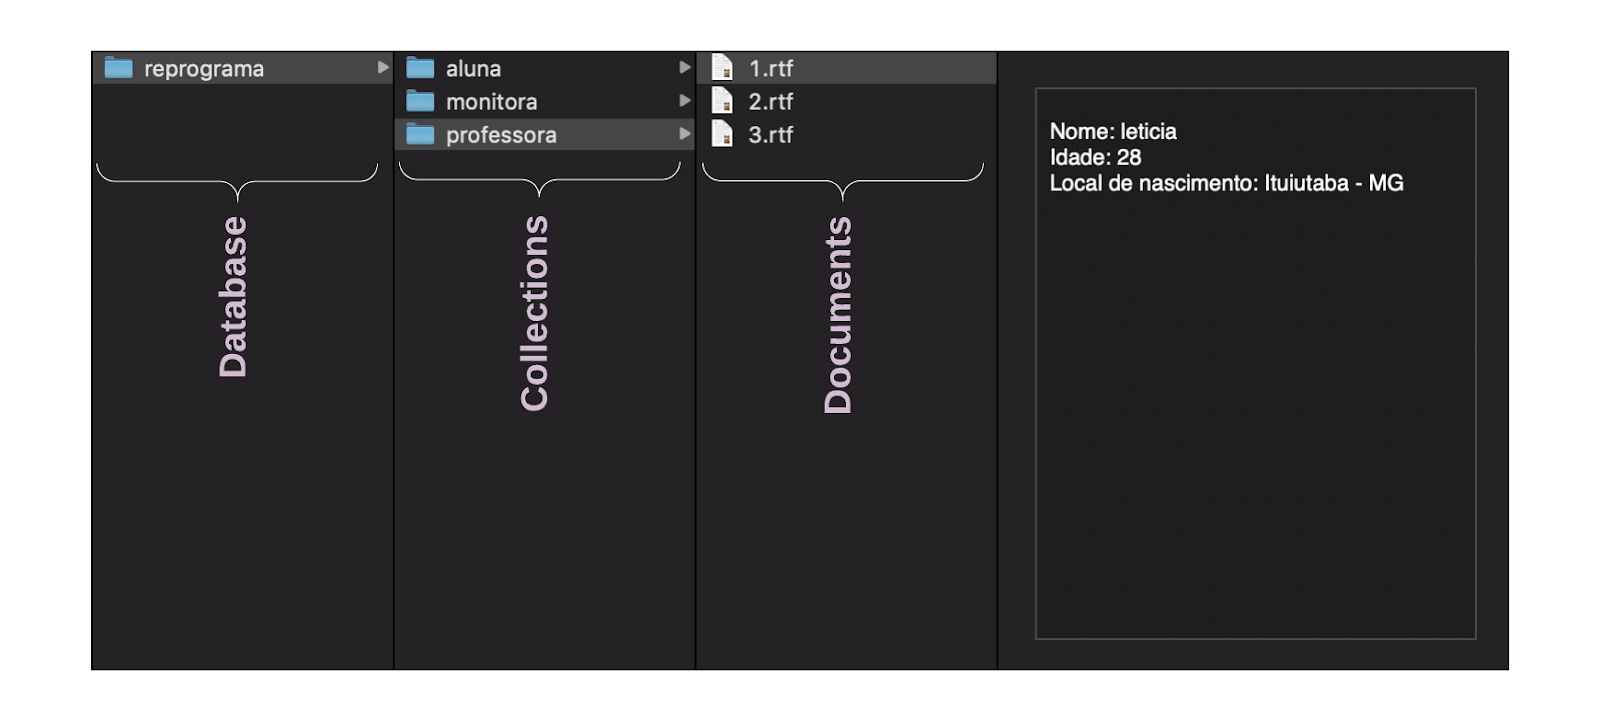 reprograma
aluna
monitora
professora
1.rtf
2.rtf
3.rtf
Nome: leticia
Idade: 28
Local de nascimento: Ituiutaba - MG
Database
Collections
Documents